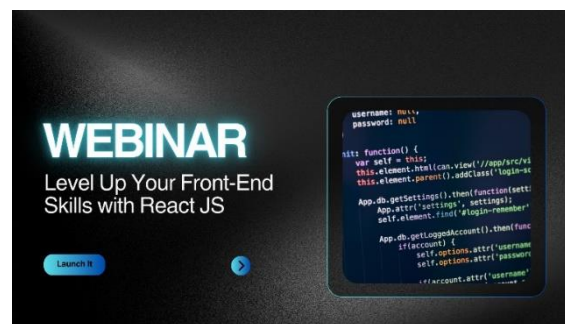 WEBINAR
Level Up Your Front-End
Skills with React JS
Launch It
username: null,
password: null
init: function() {
var self = this;
this.element.html(can.view('//app/src/vi
this.element.parent().addClass('login-sc
App.db.getSettings().then(function(setti
App.attr('settings', settings);
self.element.find('#login-remember'
App.db.getLoggedAccount().then(func
if(account) {
self.options.attr('username
self.options.attr('password
if(account.attr('username'